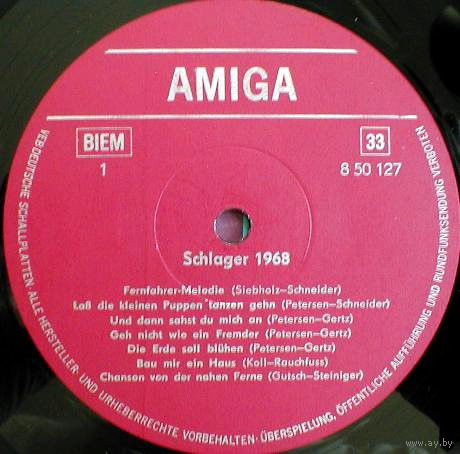 AMIGA
BIEM
33
1
8 50 127
Schlager 1968
Fernfahrer-Melodie (Siebholz-Schneider)
Laß die kleinen Puppen tanzen gehn (Petersen-Schneider)
Und dann sahst du mich an (Petersen-Gertz)
Geh nicht wie ein Fremder (Petersen-Gertz)
Die Erde soll blühen (Petersen-Gertz)
Bau mir ein Haus (Koll-Rauchfuss)
Chanson von der nahen Ferne (Gutsch-Steiniger)
VEB DEUTSCHE SCHALLPLATTEN · ALLE HERSTELLER- UND URHEBERRECHTE VORBEHALTEN · ÜBERSPIELUNG, ÖFFENTLICHE AUFFÜHRUNG UND RUNDFUNKSENDUNG VERBOTEN
www.ay.by